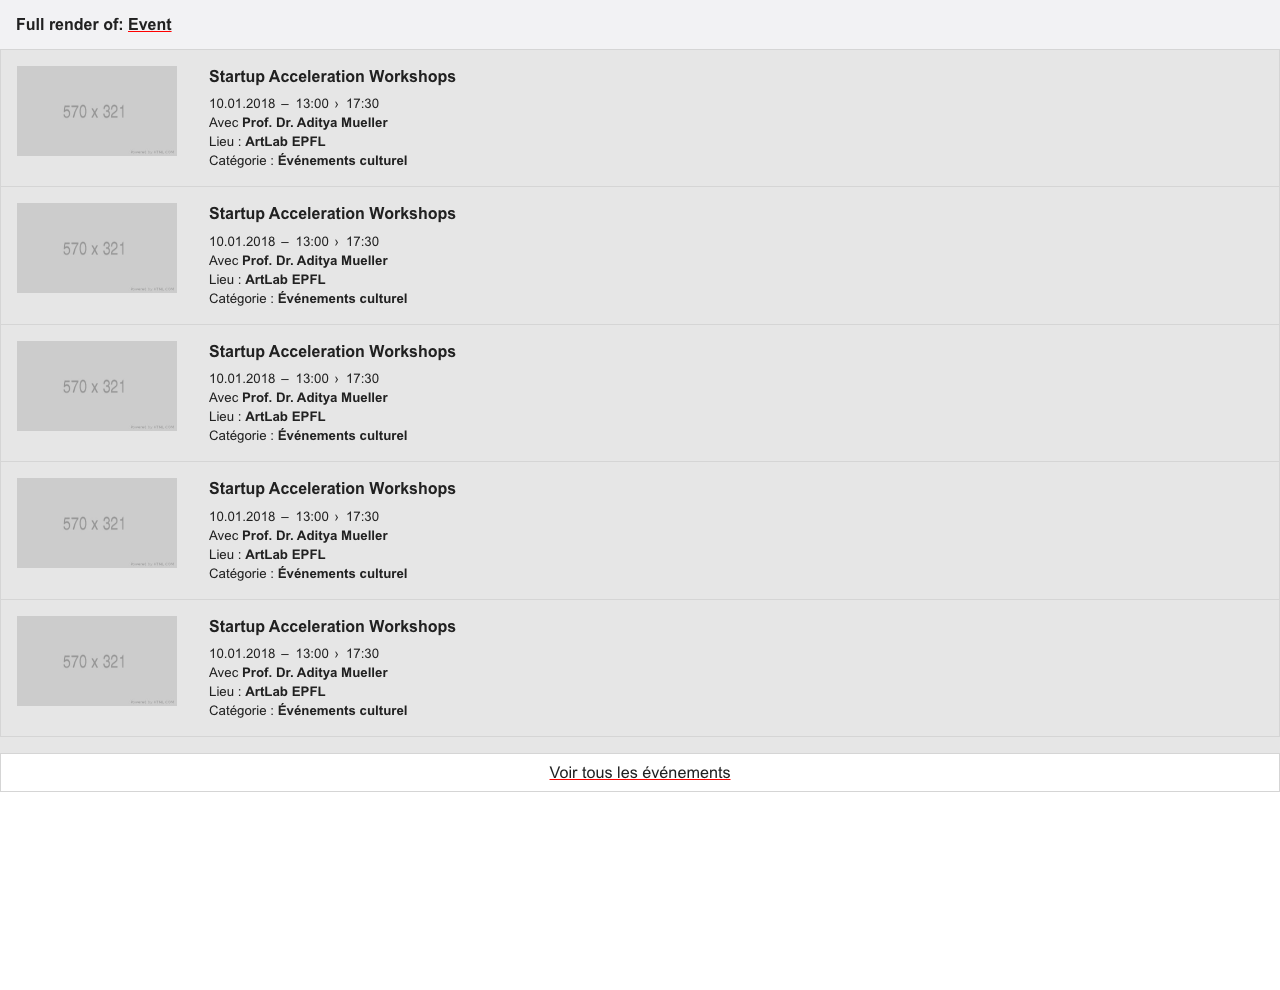 Full render of: Event
570 x 321
Startup Acceleration Workshops
10.01.2018 – 13:00 › 17:30
Avec Prof. Dr. Aditya Mueller
Lieu : ArtLab EPFL
Catégorie : Événements culturel
570 x 321
Startup Acceleration Workshops
10.01.2018 – 13:00 › 17:30
Avec Prof. Dr. Aditya Mueller
Lieu : ArtLab EPFL
Catégorie : Événements culturel
570 x 321
Startup Acceleration Workshops
10.01.2018 – 13:00 › 17:30
Avec Prof. Dr. Aditya Mueller
Lieu : ArtLab EPFL
Catégorie : Événements culturel
570 x 321
Startup Acceleration Workshops
10.01.2018 – 13:00 › 17:30
Avec Prof. Dr. Aditya Mueller
Lieu : ArtLab EPFL
Catégorie : Événements culturel
570 x 321
Startup Acceleration Workshops
10.01.2018 – 13:00 › 17:30
Avec Prof. Dr. Aditya Mueller
Lieu : ArtLab EPFL
Catégorie : Événements culturel
Voir tous les événements